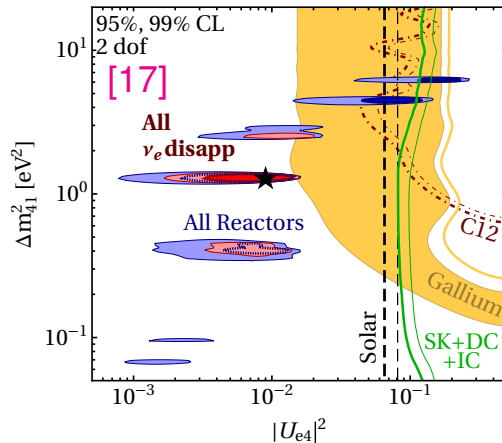 95%, 99% CL
2 dof
[17]
All
νe disapp
All Reactors
C12
Gallium
Solar
SK+DC
+IC
10¹
10⁰
10⁻¹
Δm²₄₁ [eV²]
10⁻³
10⁻²
10⁻¹
|Ue4|²